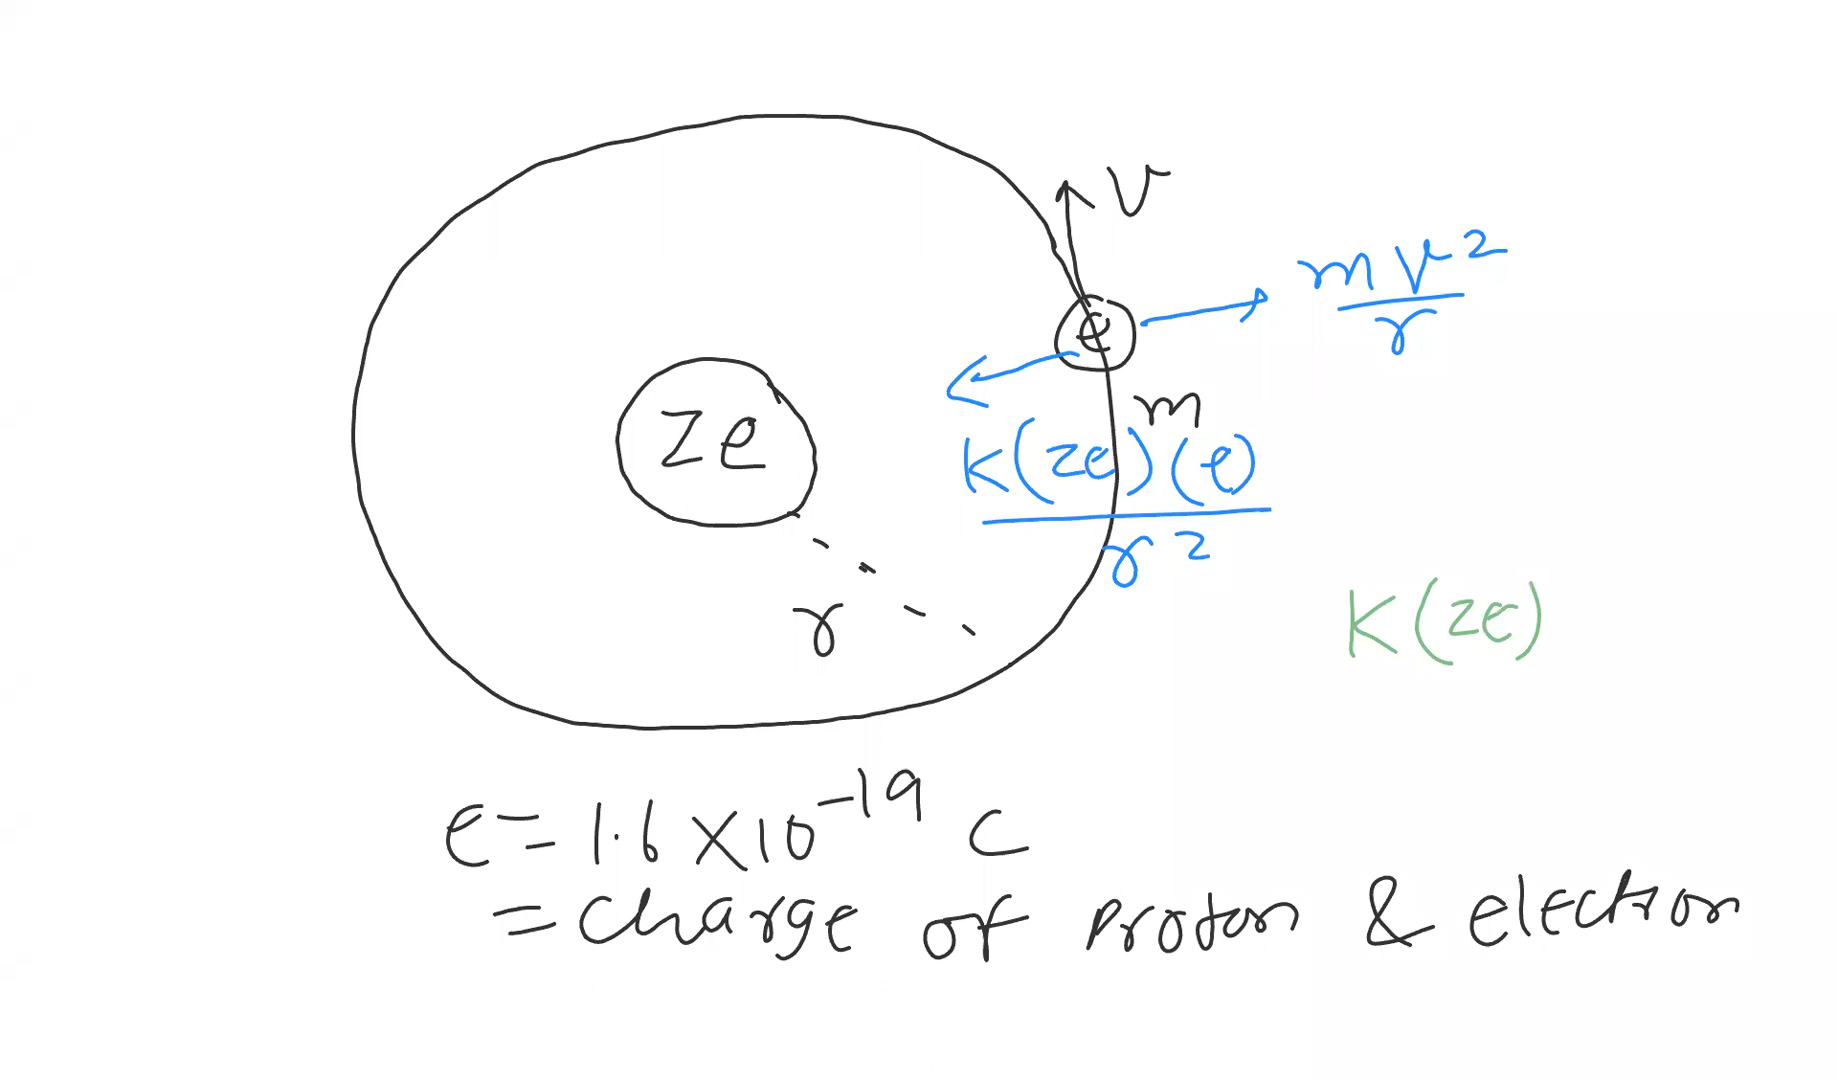 v
mv²/r
e
m
ze
K(ze)(e)/r²
r
K(ze)
e = 1.6 × 10⁻¹⁹ C
= charge of proton & electron